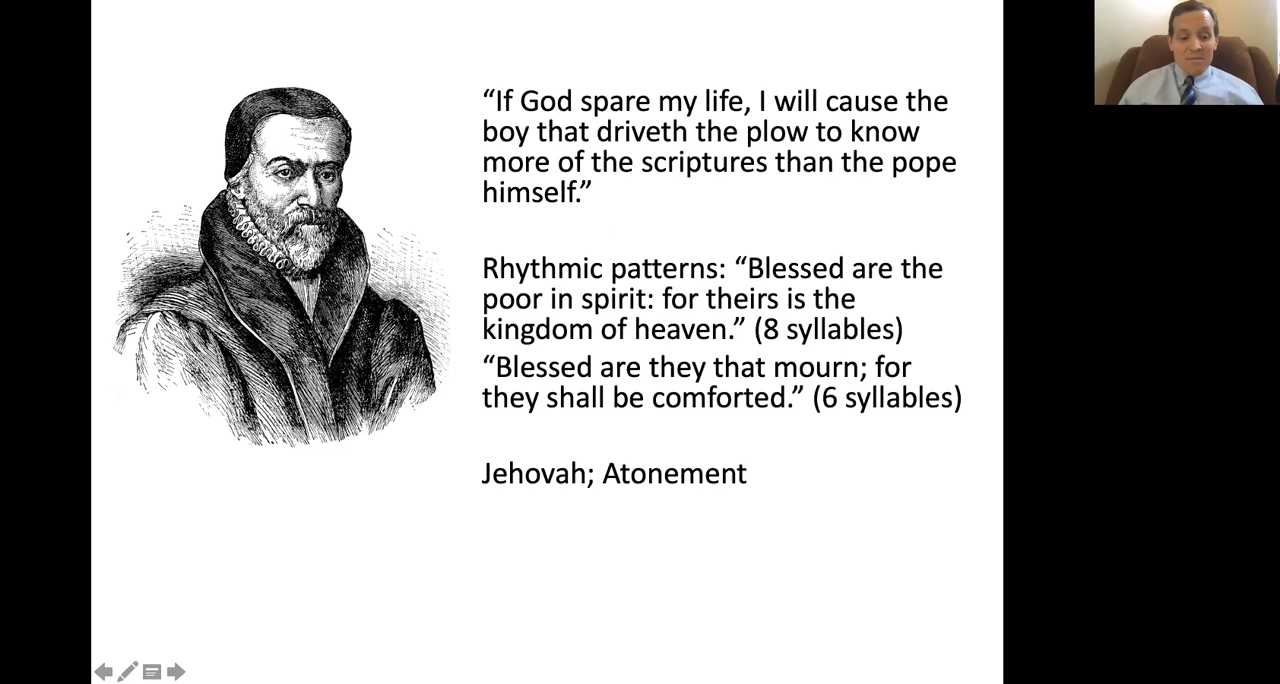 “If God spare my life, I will cause the
boy that driveth the plow to know
more of the scriptures than the pope
himself.”
Rhythmic patterns: “Blessed are the
poor in spirit: for theirs is the
kingdom of heaven.” (8 syllables)
“Blessed are they that mourn; for
they shall be comforted.” (6 syllables)
Jehovah; Atonement